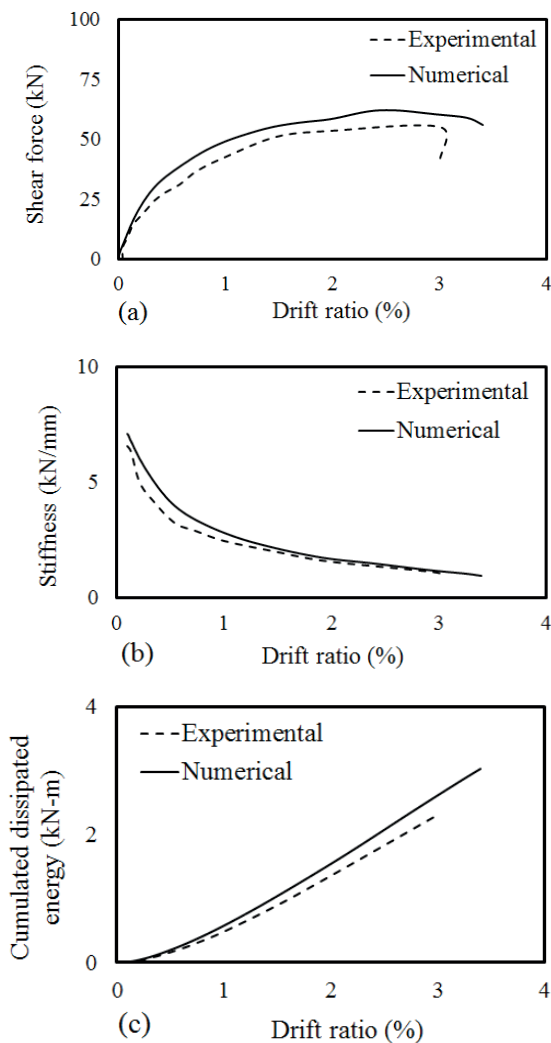 100
75
50
25
0
Shear force (kN)
Experimental
Numerical
0 1 2 3 4
(a) Drift ratio (%)
10
5
0
Stiffness (kN/mm)
Experimental
Numerical
0 1 2 3 4
(b) Drift ratio (%)
4
2
0
Cumulated dissipated
energy (kN-m)
Experimental
Numerical
0 1 2 3 4
(c) Drift ratio (%)